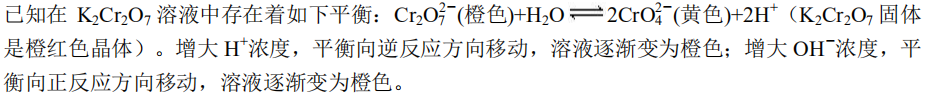 已知在 K₂Cr₂O₇ 溶液中存在着如下平衡：Cr₂O₇²⁻(橙色)+H₂O⇌2CrO₄²⁻(黄色)+2H⁺（K₂Cr₂O₇ 固体
是橙红色晶体）。增大 H⁺浓度，平衡向逆反应方向移动，溶液逐渐变为橙色；增大 OH⁻浓度，平
衡向正反应方向移动，溶液逐渐变为橙色。